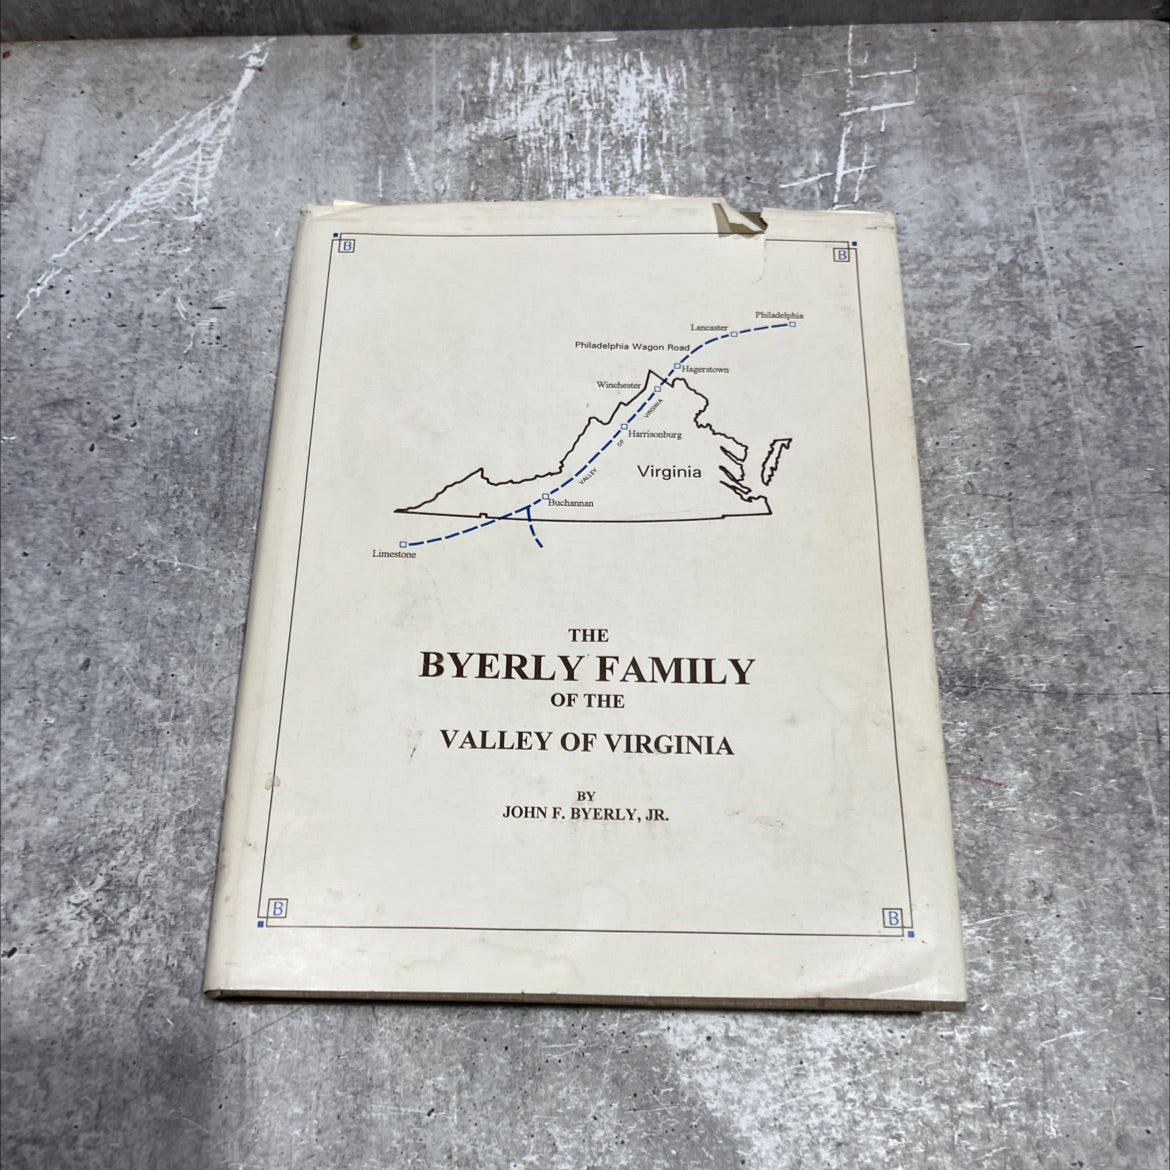 B
B
Philadelphia
Lancaster
Philadelphia Wagon Road
Hagerstown
Winchester
VALLEY OF VIRGINIA
Harrisonburg
Virginia
Buchannan
Limestone
THE
BYERLY FAMILY
OF THE
VALLEY OF VIRGINIA
BY
JOHN F. BYERLY, JR.
B
B